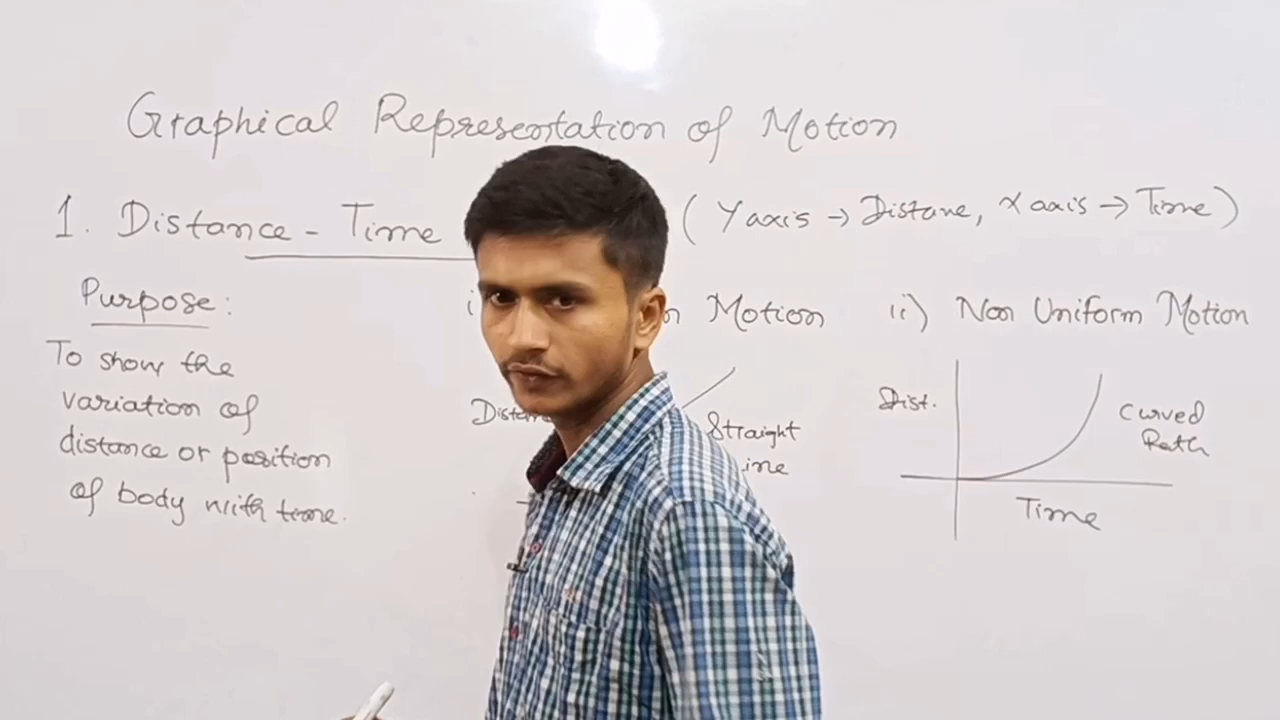 Graphical Representation of Motion
1. Distance - Time
(Y axis → Distane, X axis → Time)
Purpose:
To show the
variation of
distance or position
of body with time.
i
Motion
Straight
ii) Non Uniform Motion
Dist.
Curved
Path
Time